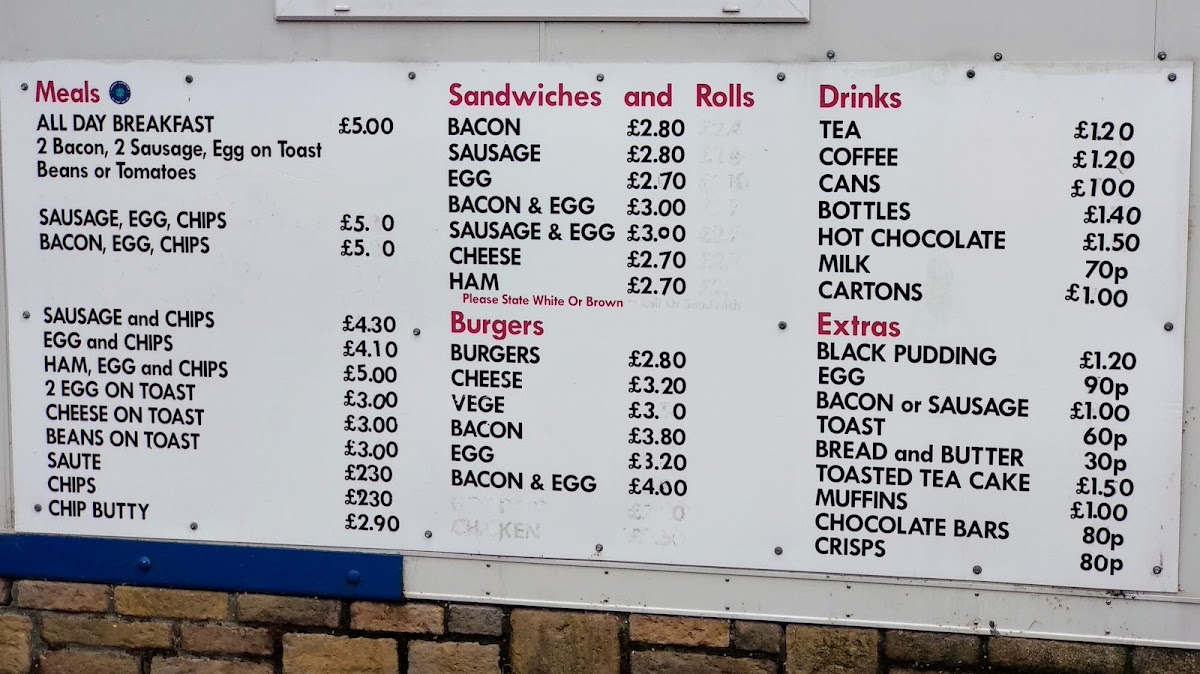 Meals
ALL DAY BREAKFAST £5.00
2 Bacon, 2 Sausage, Egg on Toast
Beans or Tomatoes
SAUSAGE, EGG, CHIPS £5. 0
BACON, EGG, CHIPS £5. 0
SAUSAGE and CHIPS £4.30
EGG and CHIPS £4.10
HAM, EGG and CHIPS £5.00
2 EGG ON TOAST £3.00
CHEESE ON TOAST £3.00
BEANS ON TOAST £3.00
SAUTE £230
CHIPS £230
CHIP BUTTY £2.90
Sandwiches and Rolls
BACON £2.80
SAUSAGE £2.80
EGG £2.70
BACON & EGG £3.00
SAUSAGE & EGG £3.00
CHEESE £2.70
HAM £2.70
Please State White Or Brown
Burgers
BURGERS £2.80
CHEESE £3.20
VEGE £3. 0
BACON £3.80
EGG £3.20
BACON & EGG £4.00
CHICKEN
Drinks
TEA £1.20
COFFEE £1.20
CANS £100
BOTTLES £1.40
HOT CHOCOLATE £1.50
MILK 70p
CARTONS £1.00
Extras
BLACK PUDDING £1.20
EGG 90p
BACON or SAUSAGE £1.00
TOAST 60p
BREAD and BUTTER 30p
TOASTED TEA CAKE £1.50
MUFFINS £1.00
CHOCOLATE BARS 80p
CRISPS 80p